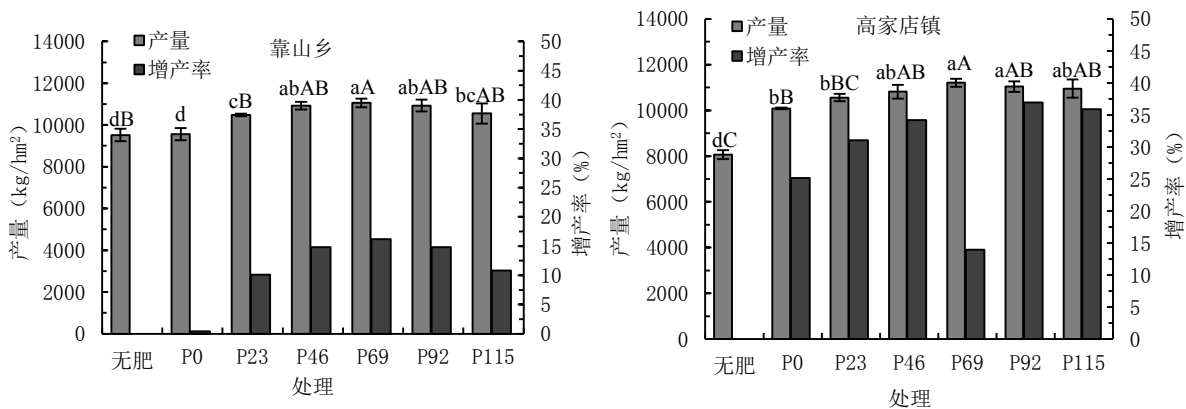 靠山乡
产量
增产率
14000
12000
10000
8000
6000
4000
2000
0
产量（kg/hm²）
50
45
40
35
30
25
20
15
10
5
0
增产率（%）
dB
d
cB
abAB
aA
abAB
bcAB
无肥 P0 P23 P46 P69 P92 P115
处理
高家店镇
产量
增产率
14000
12000
10000
8000
6000
4000
2000
0
产量（kg/hm²）
50
45
40
35
30
25
20
15
10
5
0
增产率（%）
dC
bB
bBC
abAB
aA
aAB
abAB
无肥 P0 P23 P46 P69 P92 P115
处理